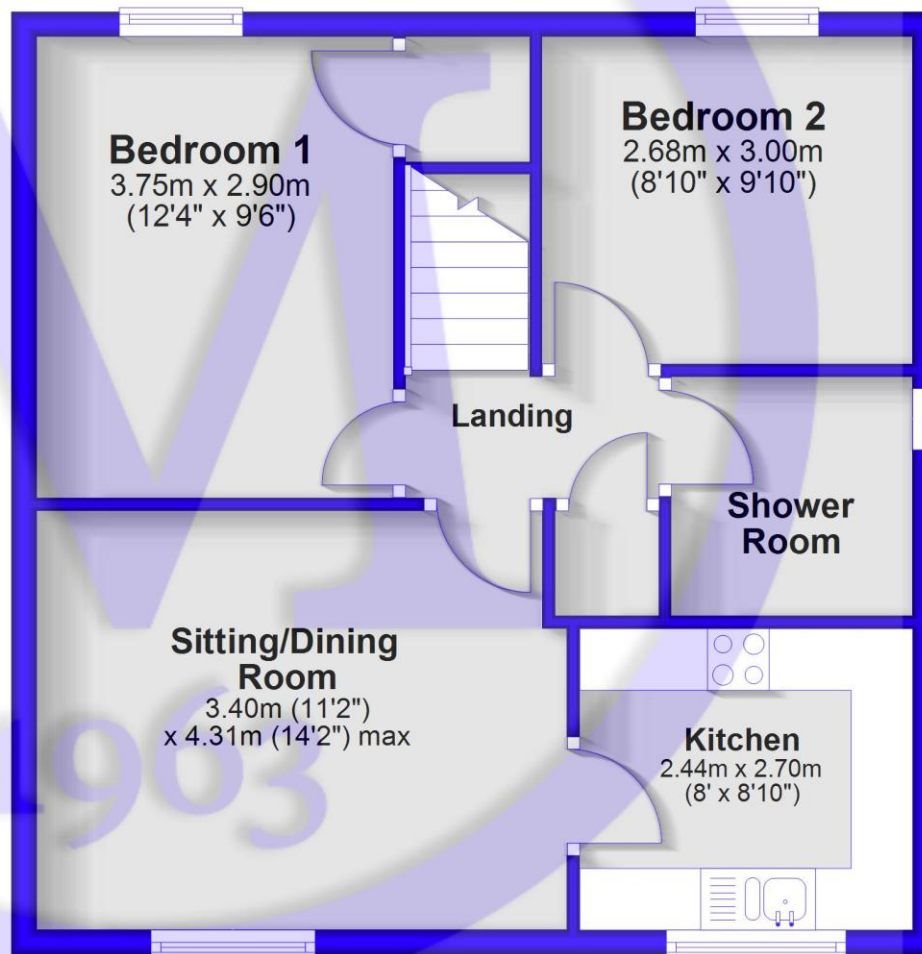 Bedroom 1
3.75m x 2.90m
(12'4" x 9'6")
Bedroom 2
2.68m x 3.00m
(8'10" x 9'10")
Landing
Shower
Room
Sitting/Dining
Room
3.40m (11'2")
x 4.31m (14'2") max
Kitchen
2.44m x 2.70m
(8' x 8'10")
M
1963